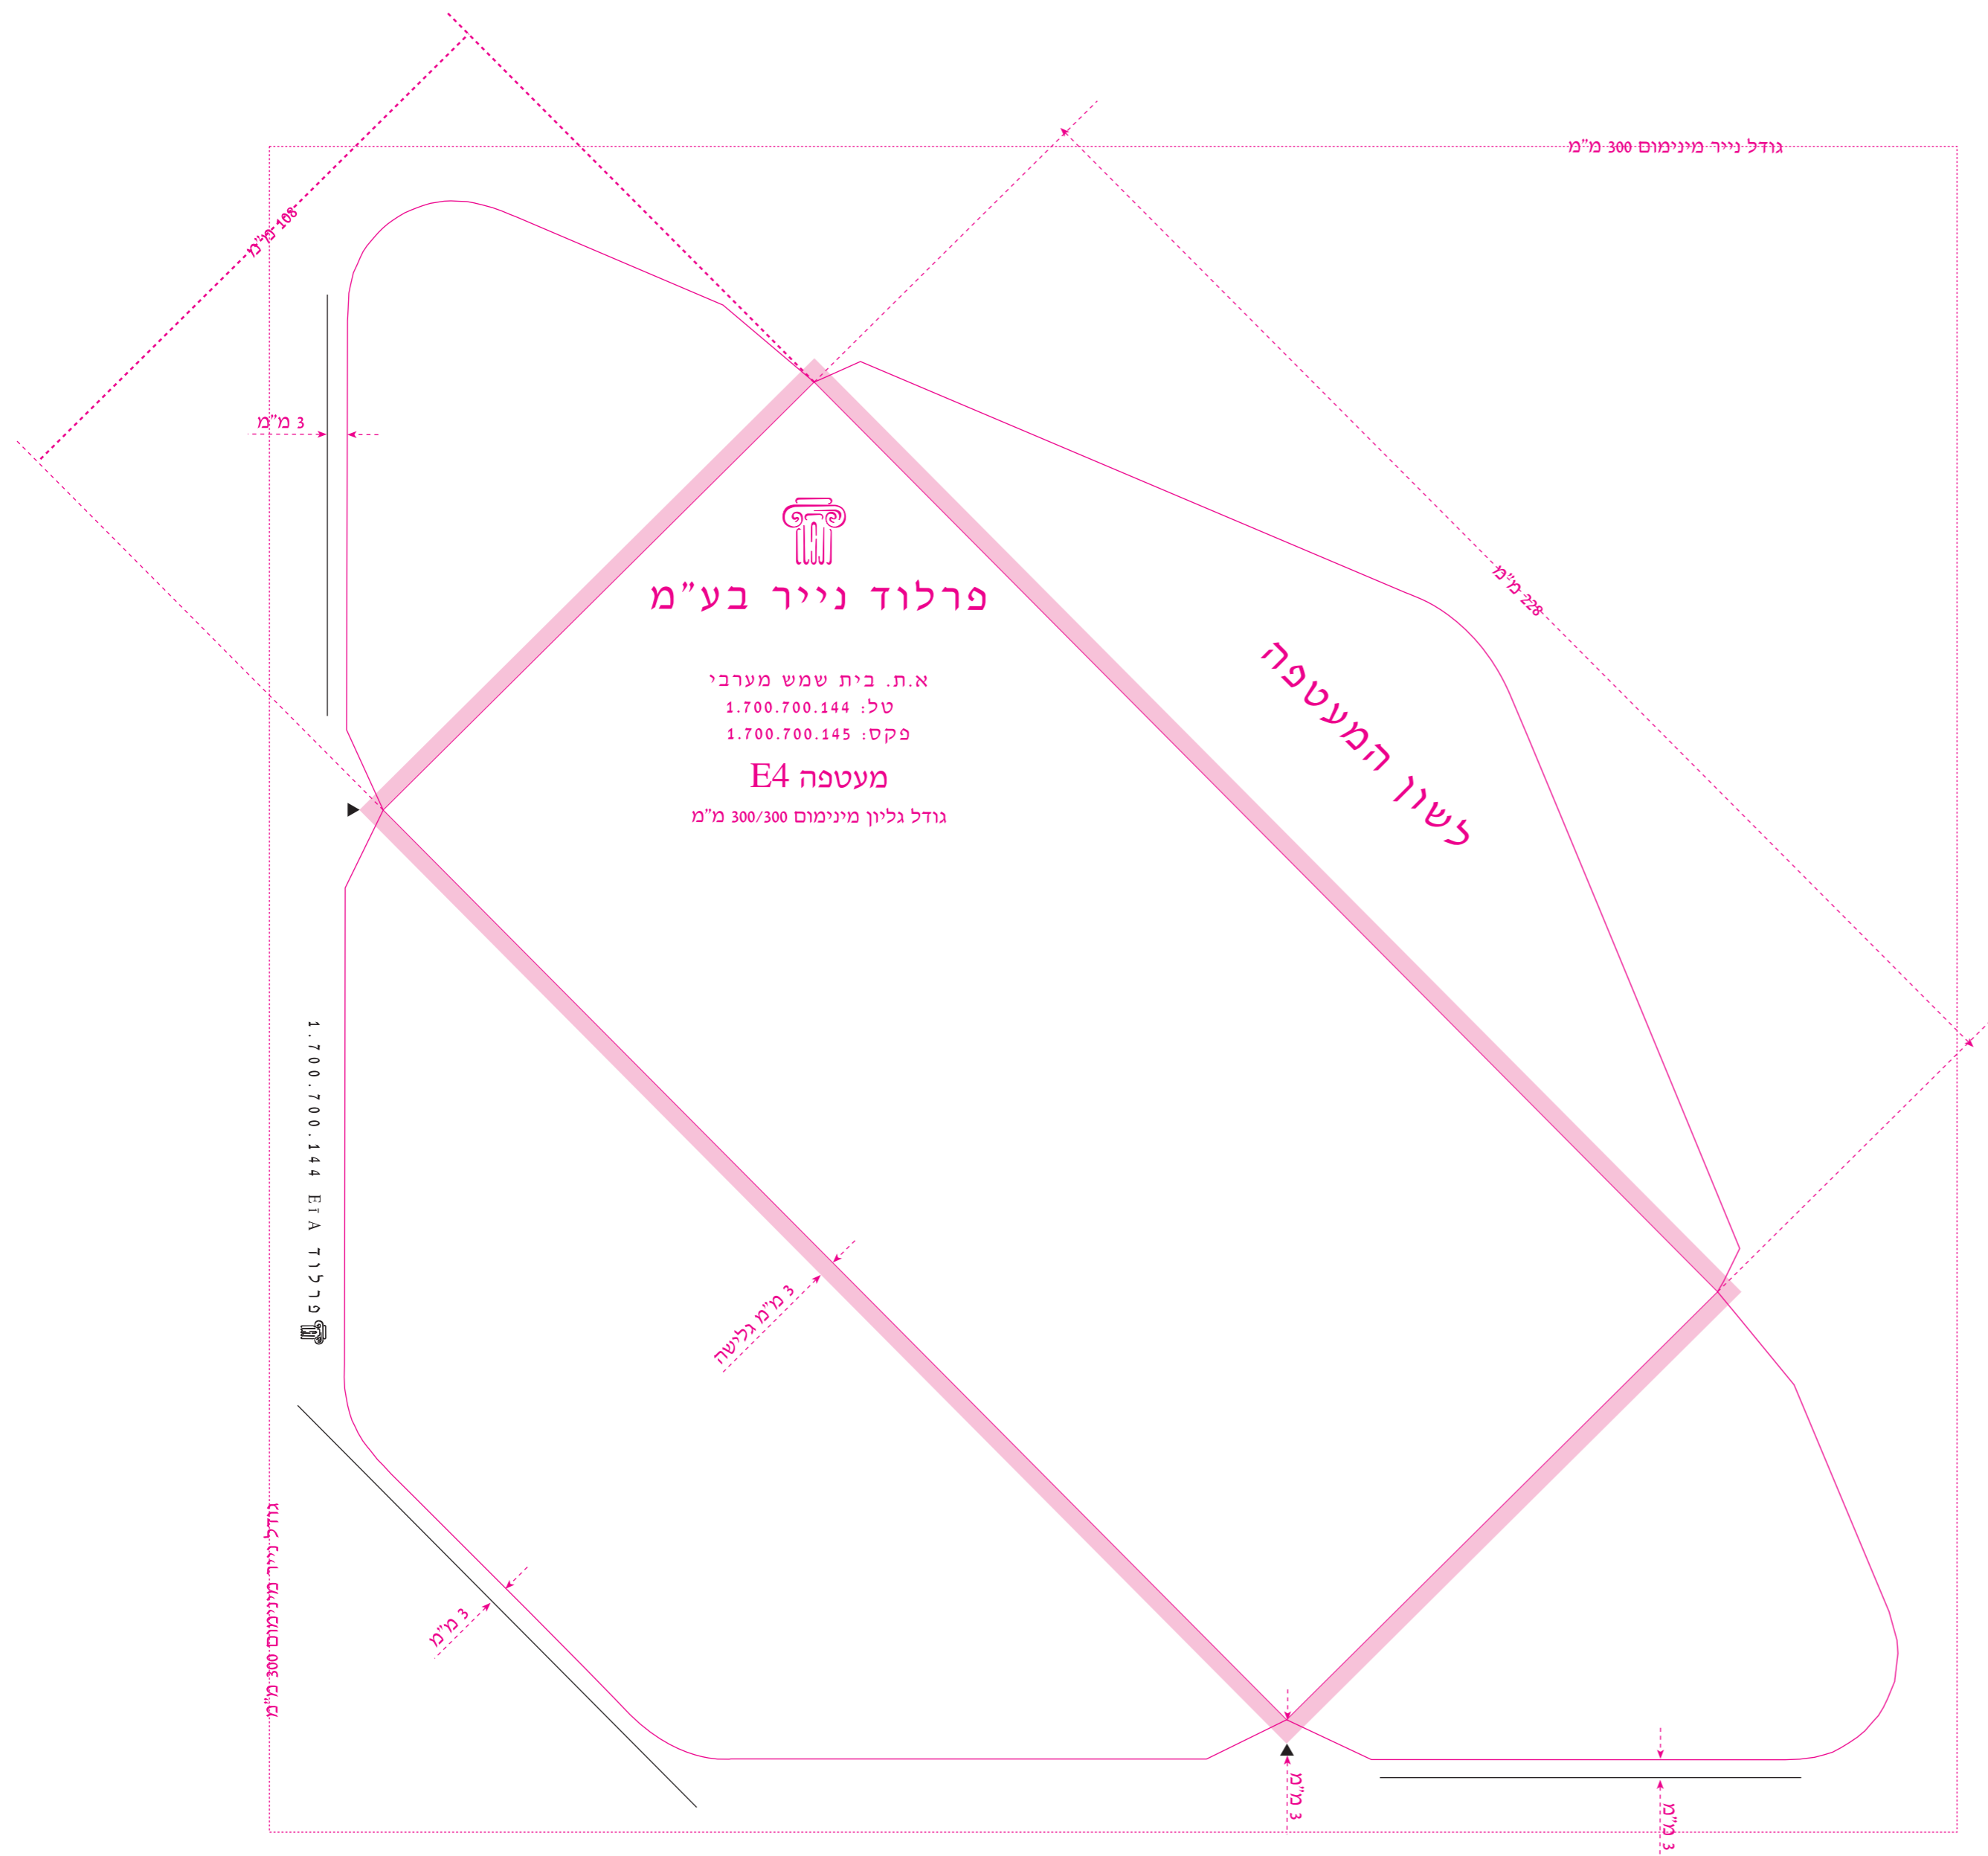 גודל נייר מינימום 300 מ"מ
108 מ"מ
3 מ"מ
פרלוד נייר בע"מ
א.ת. בית שמש מערבי
טל: 1.700.700.144
פקס: 1.700.700.145
מעטפה E4
גודל גליון מינימום 300/300 מ"מ
228 מ"מ
לשון המעטפה
1.700.700.144 EIA פרלוד
3 מ"מ גלישה
גודל נייר מינימום 300 מ"מ
3 מ"מ
3 מ"מ
3 מ"מ